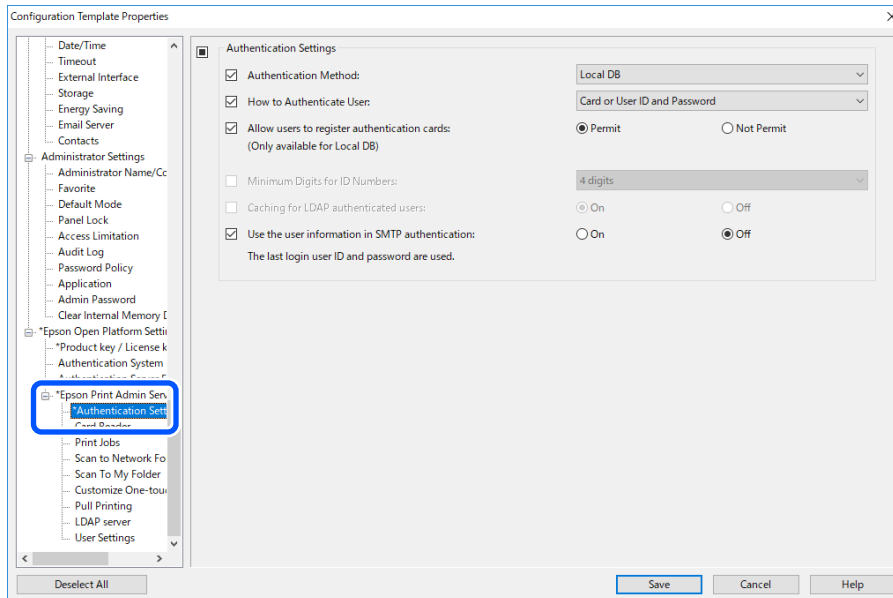 Configuration Template Properties
Date/Time
Timeout
External Interface
Storage
Energy Saving
Email Server
Contacts
Administrator Settings
Administrator Name/Co
Favorite
Default Mode
Panel Lock
Access Limitation
Audit Log
Password Policy
Application
Admin Password
Clear Internal Memory D
*Epson Open Platform Setti
*Product key / License k
Authentication System
Authentication Server
*Epson Print Admin Serv
*Authentication Sett
Card Reader
Print Jobs
Scan to Network Fo
Scan To My Folder
Customize One-tou
Pull Printing
LDAP server
User Settings
Authentication Settings
Authentication Method: Local DB
How to Authenticate User: Card or User ID and Password
Allow users to register authentication cards: Permit Not Permit
(Only available for Local DB)
Minimum Digits for ID Numbers: 4 digits
Caching for LDAP authenticated users: On Off
Use the user information in SMTP authentication: On Off
The last login user ID and password are used.
Deselect All Save Cancel Help